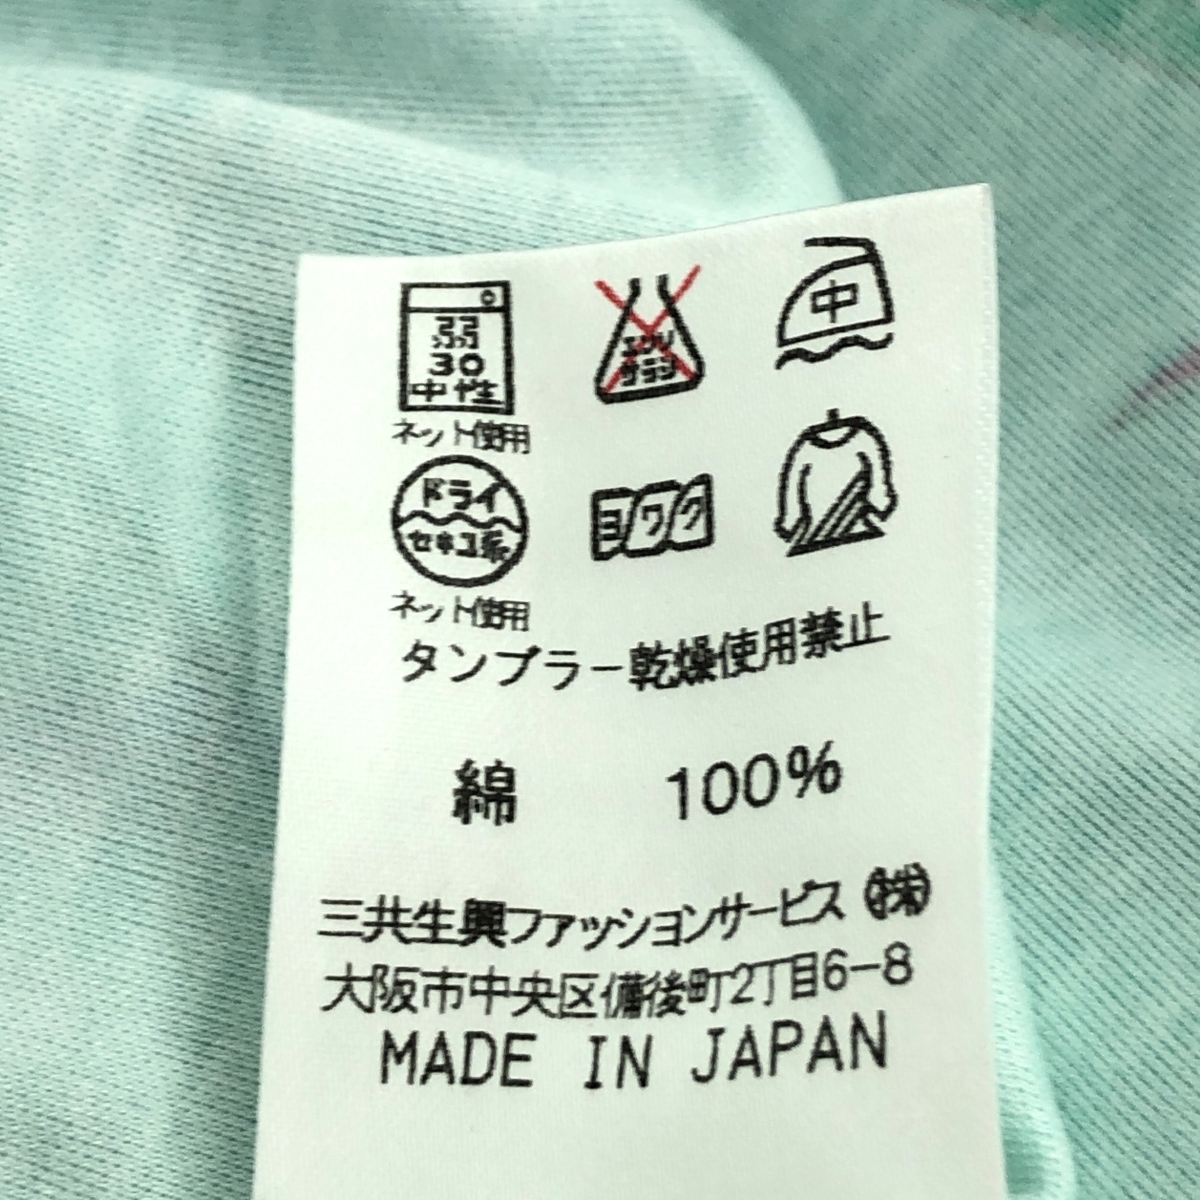 弱
30
中性
ネット使用
エンソ
サラシ
中
ドライ
セキユ系
ネット使用
ヨワク
タンブラー乾燥使用禁止
綿 100%
三共生興ファッションサービス㈱
大阪市中央区備後町2丁目6-8
MADE IN JAPAN